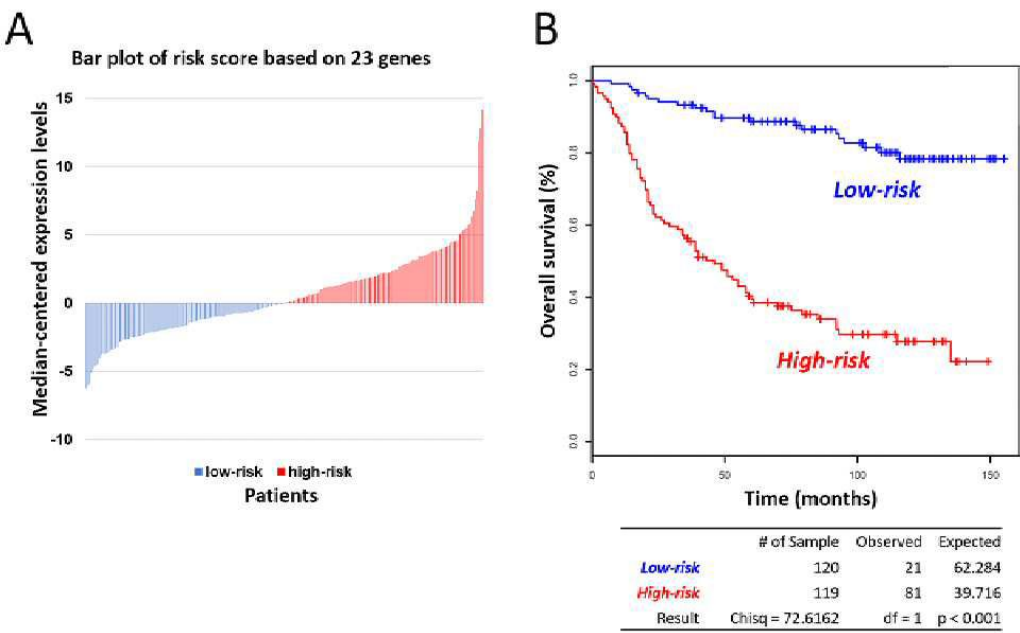 A
Bar plot of risk score based on 23 genes
Median-centered expression levels
15
10
5
0
-5
-10
low-risk high-risk
Patients
B
Overall survival (%)
1.0
0.8
0.6
0.4
0.2
0.0
Low-risk
High-risk
0 50 100 150
Time (months)
# of Sample Observed Expected
Low-risk 120 21 62.284
High-risk 119 81 39.716
Result Chisq = 72.6162 df = 1 p < 0.001